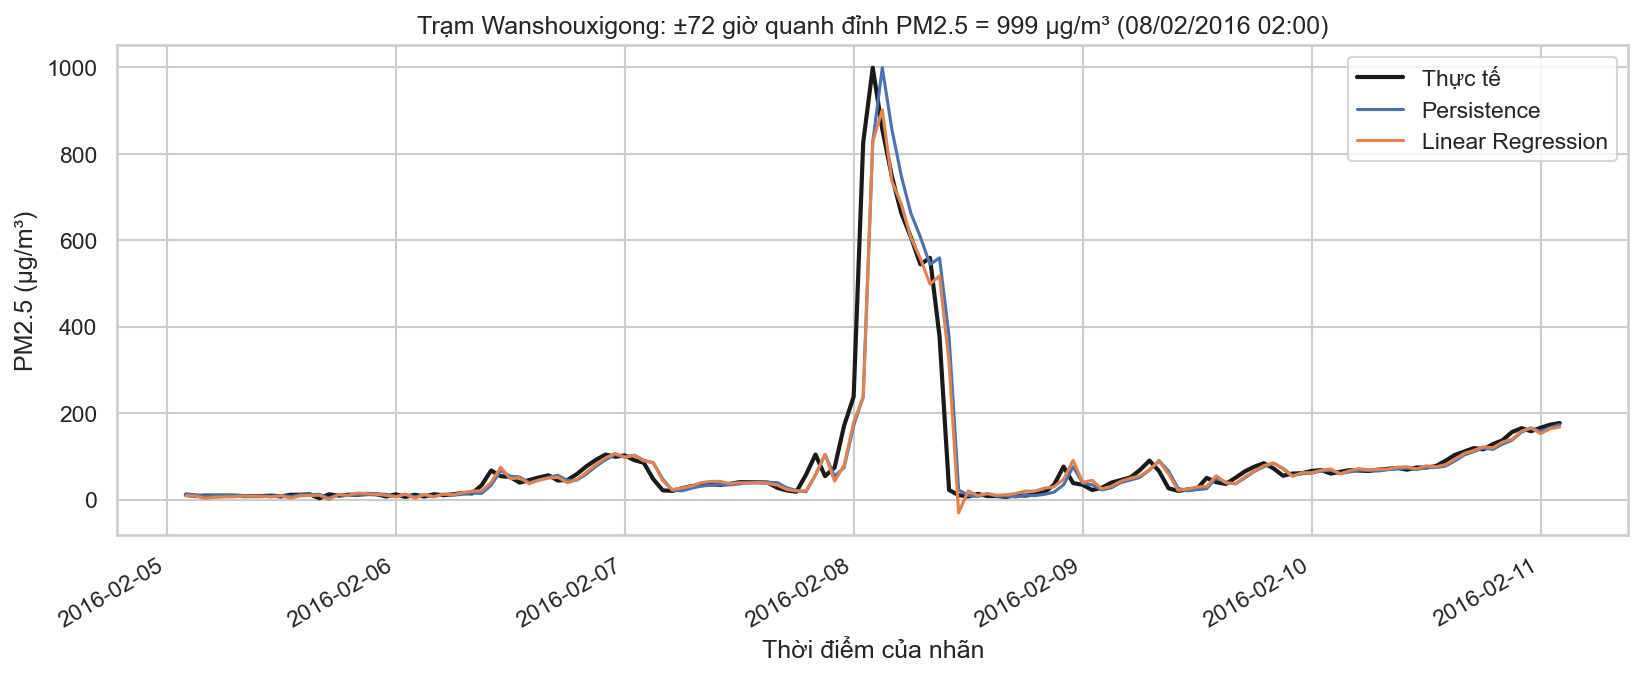 Trạm Wanshouxigong: ±72 giờ quanh đỉnh PM2.5 = 999 µg/m³ (08/02/2016 02:00)
Thực tế
Persistence
Linear Regression
PM2.5 (µg/m³)
1000
800
600
400
200
0
2016-02-05
2016-02-06
2016-02-07
2016-02-08
2016-02-09
2016-02-10
2016-02-11
Thời điểm của nhãn